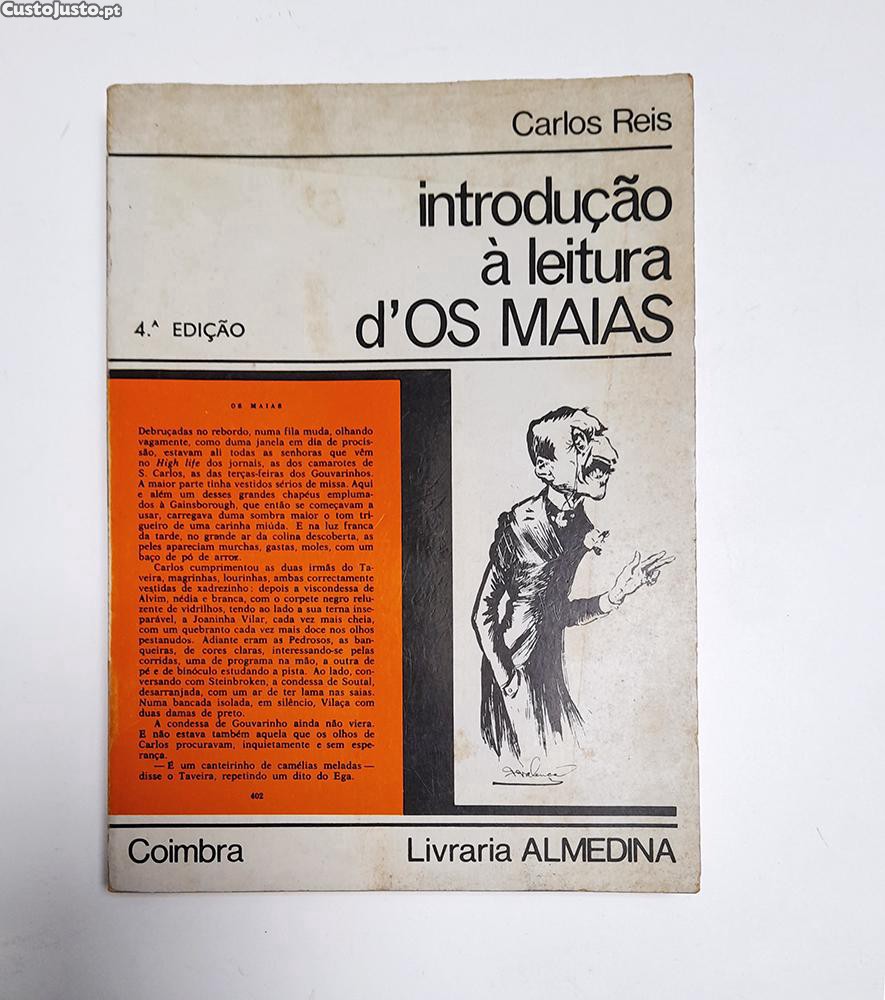 CustoJusto.pt
Carlos Reis
introdução
à leitura
d'OS MAIAS
4.ª EDIÇÃO
OS MAIAS
Debruçadas no rebordo, numa fila muda, olhando
vagamente, como duma janela em dia de procis-
são, estavam ali todas as senhoras que vêm
no High life dos jornais, as dos camarotes de
S. Carlos, as das terças-feiras dos Gouvarinhos.
A maior parte tinha vestidos sérios de missa. Aqui
e além um desses grandes chapéus empluma-
dos à Gainsborough, que então se começavam a
usar, carregava duma sombra maior o tom tri-
gueiro de uma carinha miúda. E na luz franca
da tarde, no grande ar da colina descoberta, as
peles apareciam murchas, gastas, moles, com um
baço de pó de arroz.
Carlos cumprimentou as duas irmãs do Ta-
veira, magrinhas, lourinhas, ambas correctamente
vestidas de xadrezinho: depois a viscondessa de
Alvim, nédia e branca, com o corpete negro relu-
zente de vidrilhos, tendo ao lado a sua terna inse-
parável, a Joaninha Vilar, cada vez mais cheia,
com um quebranto cada vez mais doce nos olhos
pestanudos. Adiante eram as Pedrosos, as ban-
queiras, de cores claras, interessando-se pelas
corridas, uma de programa na mão, a outra de
pé e de binóculo estudando a pista. Ao lado, con-
versando com Steinbroken, a condessa de Soutal,
desarranjada, com um ar de ter lama nas saias.
Numa bancada isolada, em silêncio, Vilaça com
duas damas de preto.
A condessa de Gouvarinho ainda não viera.
E não estava também aquela que os olhos de
Carlos procuravam, inquietamente e sem espe-
rança.
— É um canteirinho de camélias meladas —
disse o Taveira, repetindo um dito do Ega.
402
Coimbra
Livraria ALMEDINA